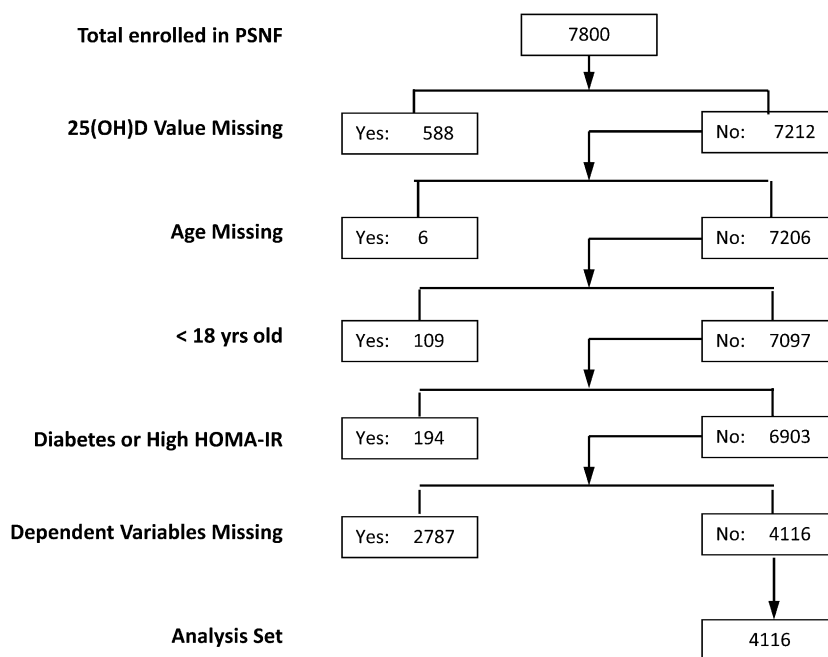 Total enrolled in PSNF 7800
25(OH)D Value Missing Yes: 588 No: 7212
Age Missing Yes: 6 No: 7206
< 18 yrs old Yes: 109 No: 7097
Diabetes or High HOMA-IR Yes: 194 No: 6903
Dependent Variables Missing Yes: 2787 No: 4116
Analysis Set 4116